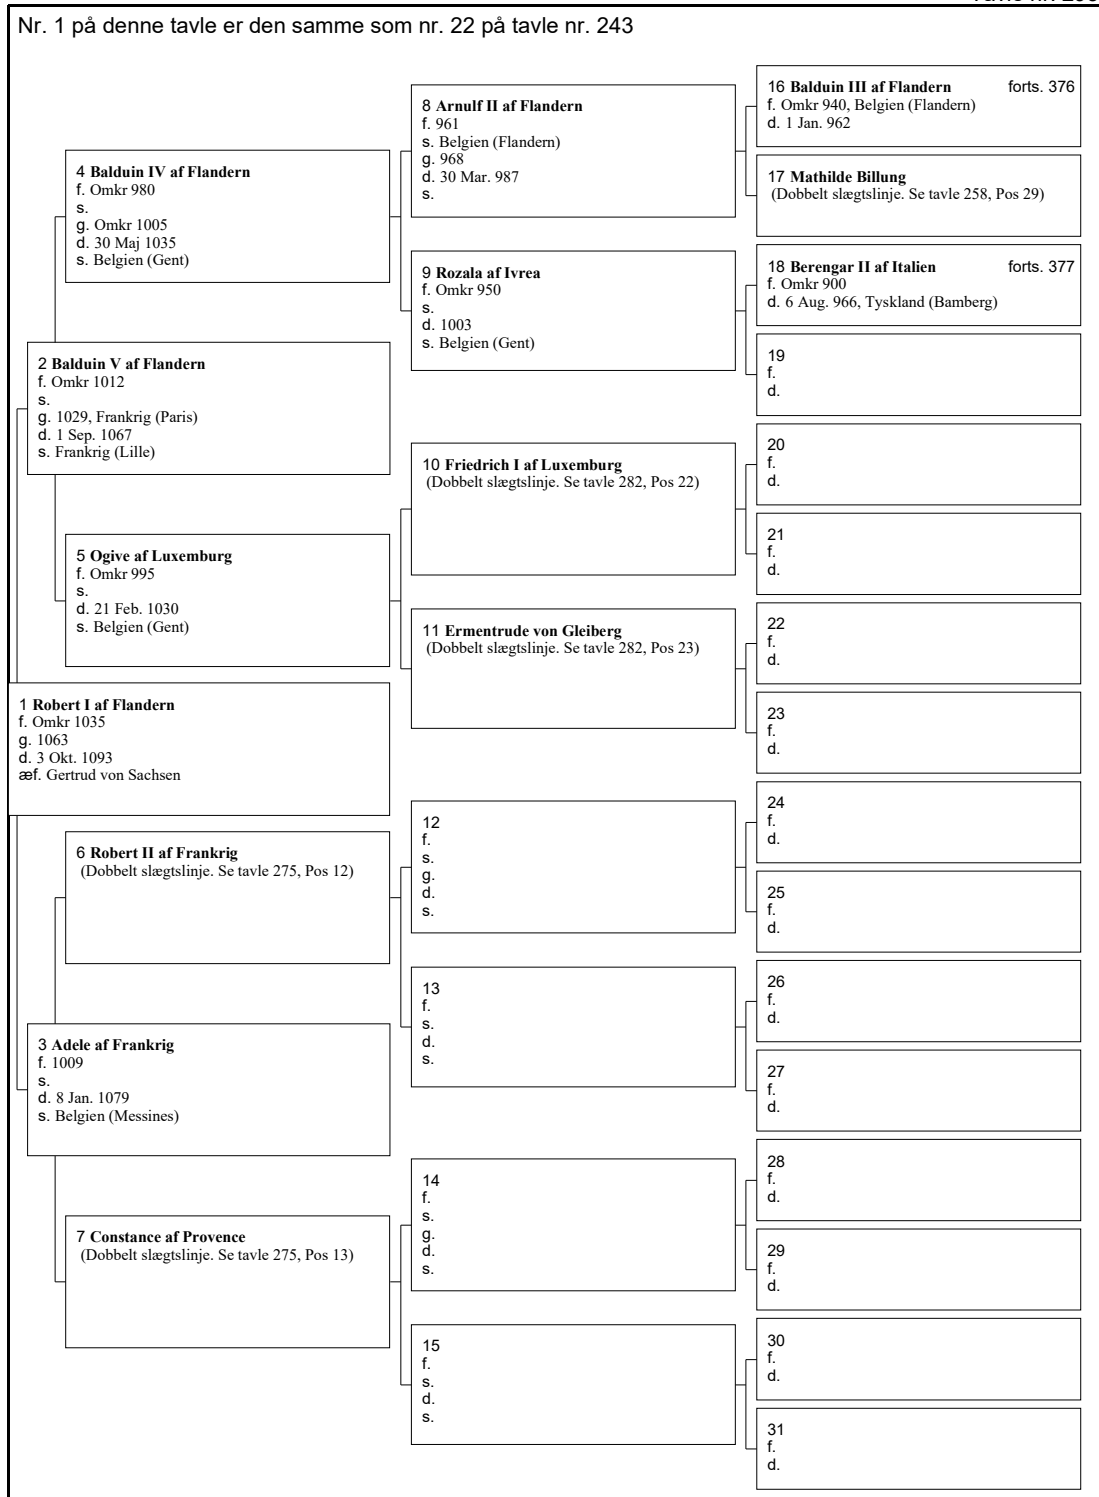 Nr. 1 på denne tavle er den samme som nr. 22 på tavle nr. 243
16 Balduin III af Flandern forts. 376
f. Omkr 940, Belgien (Flandern)
d. 1 Jan. 962
8 Arnulf II af Flandern
f. 961
s. Belgien (Flandern)
g. 968
d. 30 Mar. 987
s.
17 Mathilde Billung
(Dobbelt slægtslinje. Se tavle 258, Pos 29)
4 Balduin IV af Flandern
f. Omkr 980
s.
g. Omkr 1005
d. 30 Maj 1035
s. Belgien (Gent)
18 Berengar II af Italien forts. 377
f. Omkr 900
d. 6 Aug. 966, Tyskland (Bamberg)
9 Rozala af Ivrea
f. Omkr 950
s.
d. 1003
s. Belgien (Gent)
19
f.
d.
2 Balduin V af Flandern
f. Omkr 1012
s.
g. 1029, Frankrig (Paris)
d. 1 Sep. 1067
s. Frankrig (Lille)
20
f.
d.
10 Friedrich I af Luxemburg
(Dobbelt slægtslinje. Se tavle 282, Pos 22)
21
f.
d.
5 Ogive af Luxemburg
f. Omkr 995
s.
d. 21 Feb. 1030
s. Belgien (Gent)
22
f.
d.
11 Ermentrude von Gleiberg
(Dobbelt slægtslinje. Se tavle 282, Pos 23)
23
f.
d.
1 Robert I af Flandern
f. Omkr 1035
g. 1063
d. 3 Okt. 1093
æf. Gertrud von Sachsen
24
f.
d.
12
f.
s.
g.
d.
s.
25
f.
d.
6 Robert II af Frankrig
(Dobbelt slægtslinje. Se tavle 275, Pos 12)
26
f.
d.
13
f.
s.
d.
s.
27
f.
d.
3 Adele af Frankrig
f. 1009
s.
d. 8 Jan. 1079
s. Belgien (Messines)
28
f.
d.
14
f.
s.
g.
d.
s.
29
f.
d.
7 Constance af Provence
(Dobbelt slægtslinje. Se tavle 275, Pos 13)
30
f.
d.
15
f.
s.
d.
s.
31
f.
d.